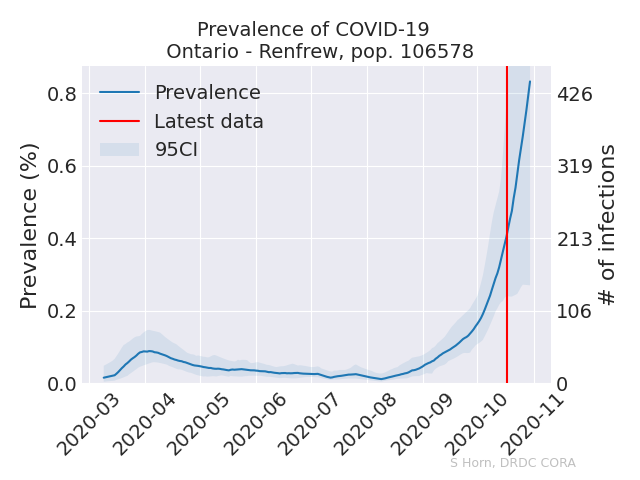 Prevalence of COVID-19
Ontario - Renfrew, pop. 106578
Prevalence
Latest data
95CI
Prevalence (%)
0.8
0.6
0.4
0.2
0.0
426
319
213
106
0
# of infections
2020-03
2020-04
2020-05
2020-06
2020-07
2020-08
2020-09
2020-10
2020-11
S Horn, DRDC CORA